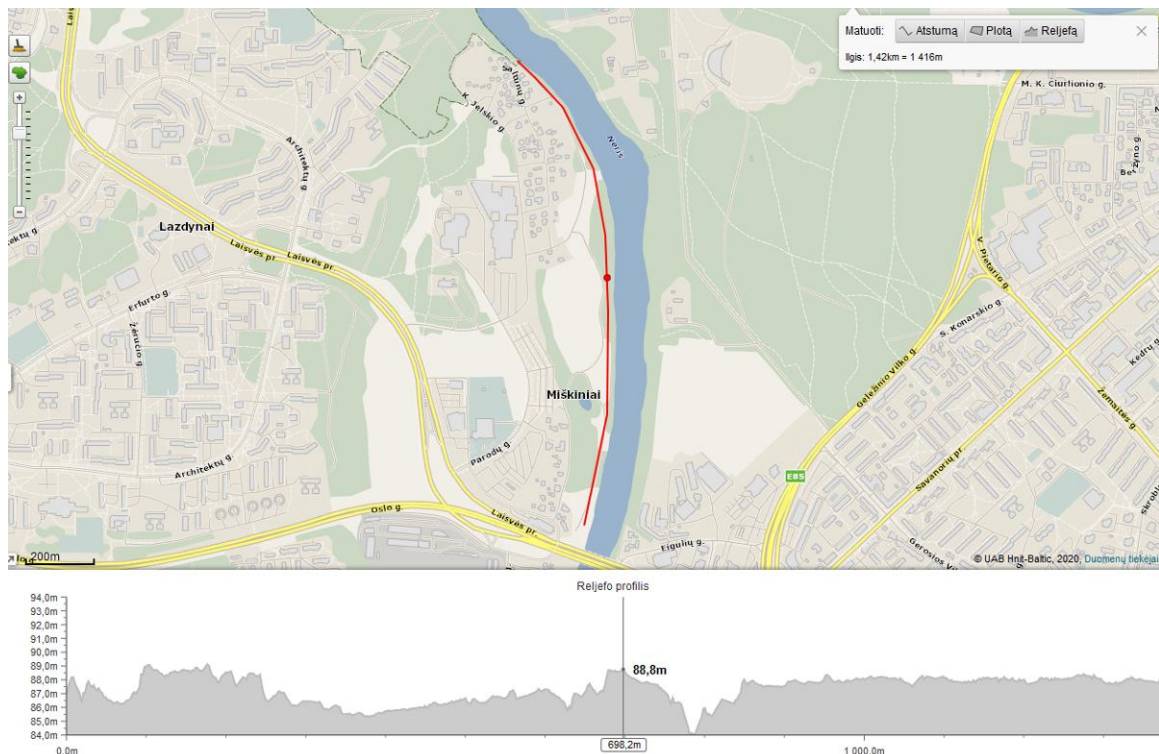 Matuoti: Atstumą Plotą Reljefą
Ilgis: 1,42km = 1 416m
M. K. Čiurlionio g.
Šaltinų g.
K. Jelskio g.
Neris
Architektų g.
Lazdynai
Laisvės pr.
Laisvės pr.
Erfurto g.
Žėručio g.
V. Pietario g.
S. Konarskio g.
Kedrų g.
Geležinio Vilko g.
Žemaitės g.
Miškiniai
Parodų g.
Architektų g.
Savanorių pr.
E85
Oslo g.
Laisvės pr.
Eigulių g.
200m
© UAB Hnit-Baltic, 2020, Duomenų tiekėjai
Reljefo profilis
94,0m
93,0m
92,0m
91,0m
90,0m
89,0m
88,0m
87,0m
86,0m
85,0m
84,0m
88,8m
0,0m
698,2m
1 000,0m